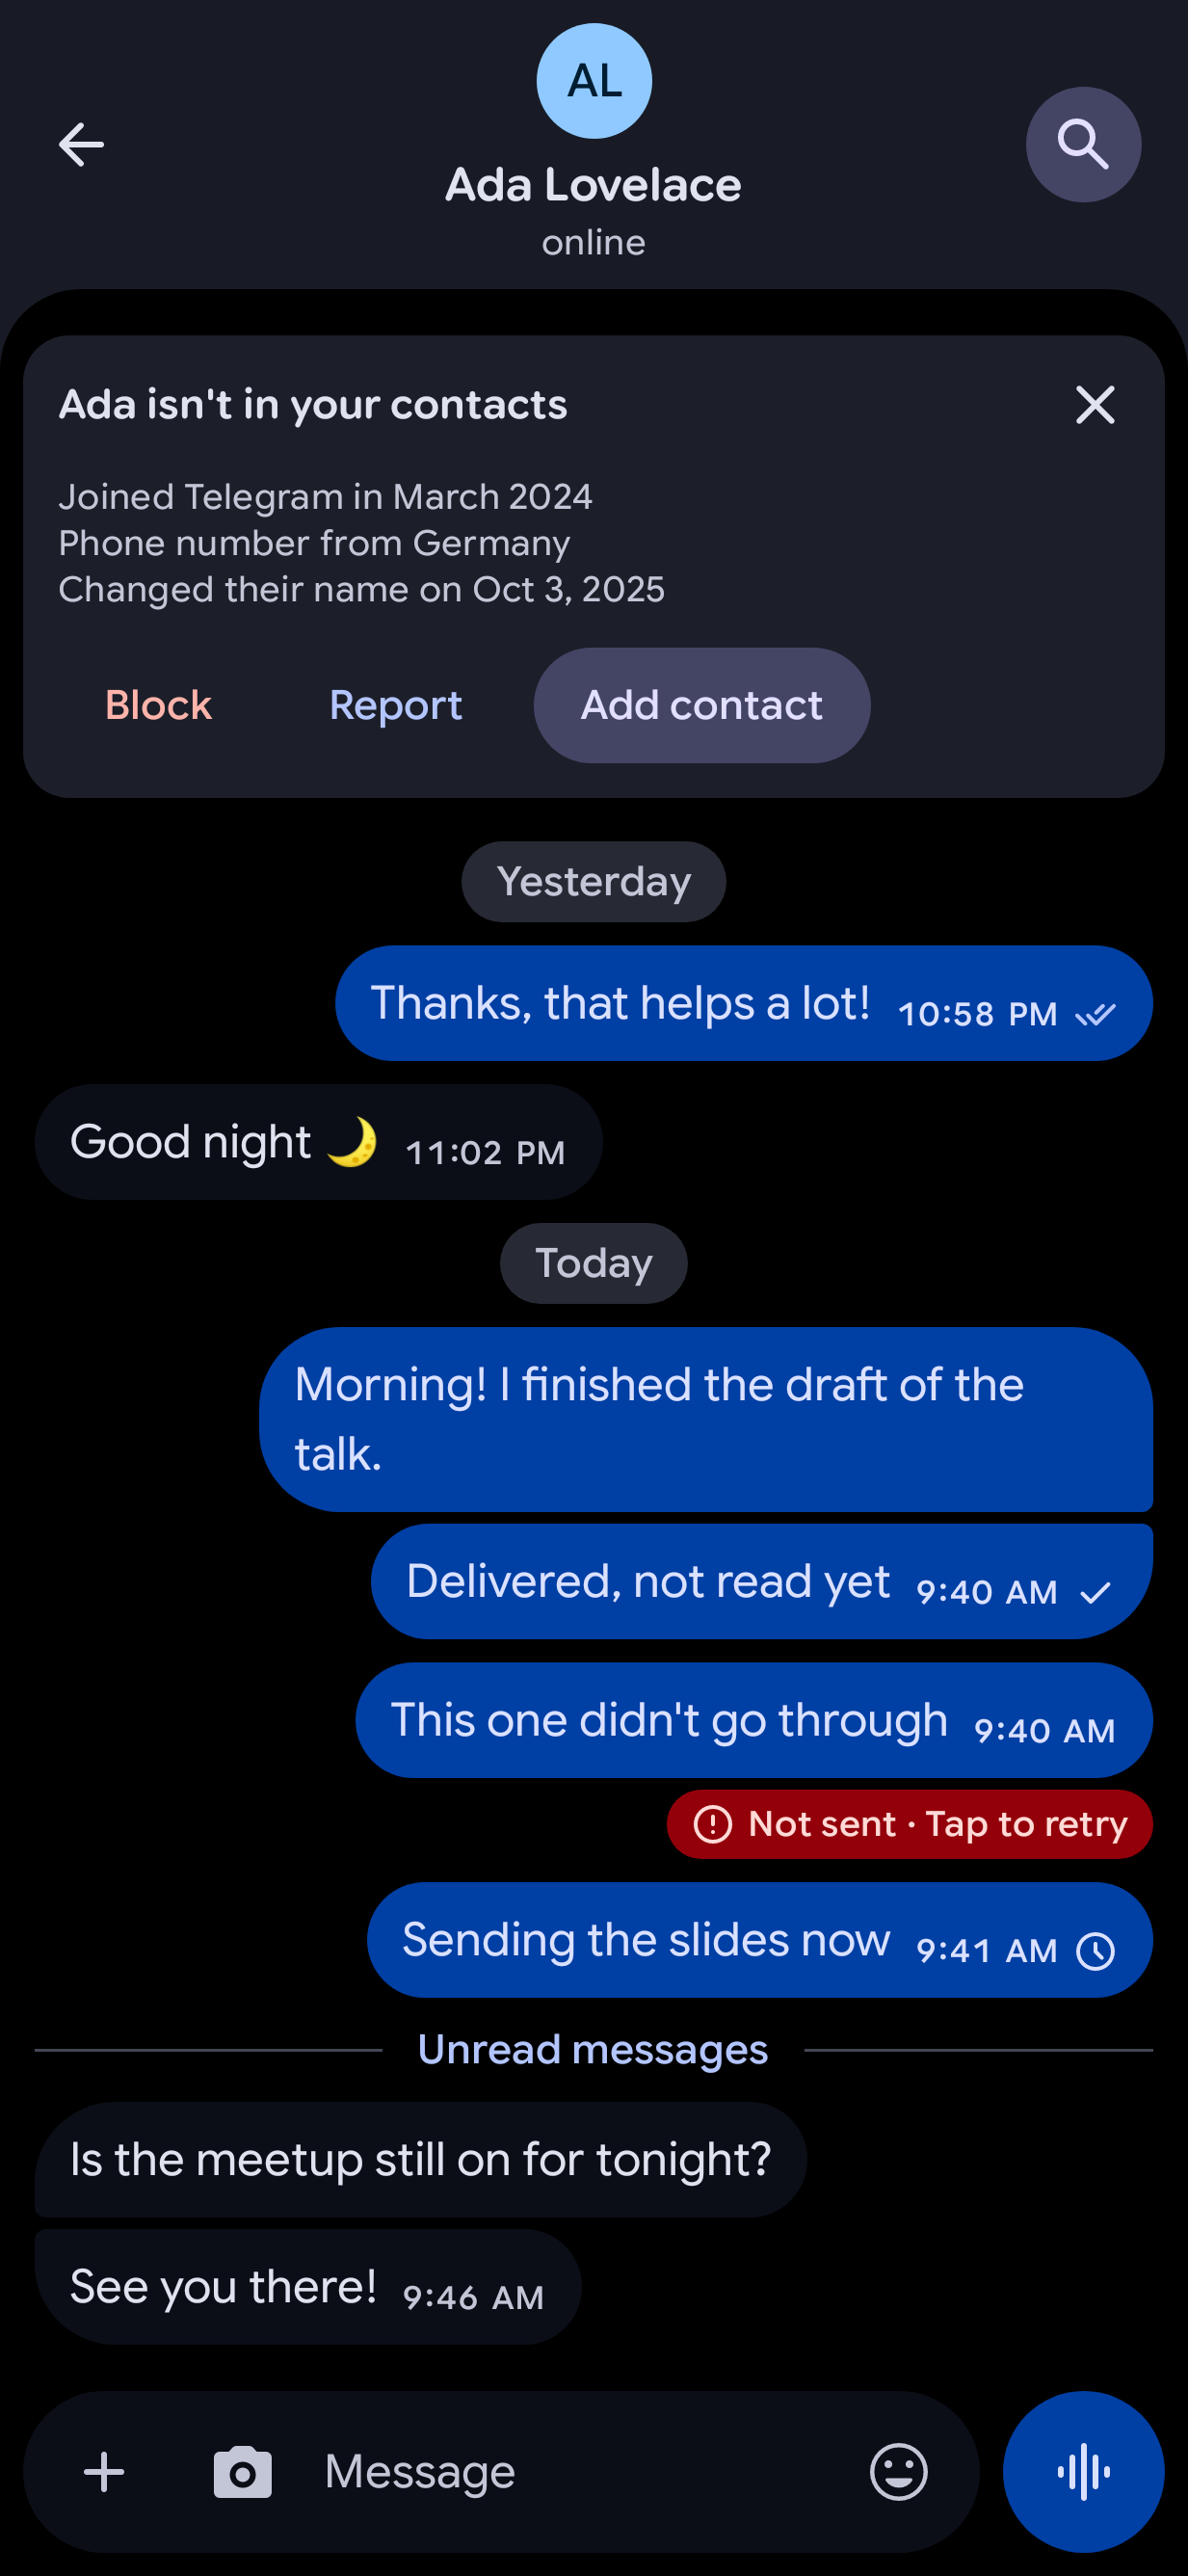 AL
Ada Lovelace
online
Ada isn't in your contacts
Joined Telegram in March 2024
Phone number from Germany
Changed their name on Oct 3, 2025
Block Report Add contact
Yesterday
Thanks, that helps a lot! 10:58 PM
Good night 🌛 11:02 PM
Today
Morning! I finished the draft of the
talk.
Delivered, not read yet 9:40 AM
This one didn't go through 9:40 AM
Not sent · Tap to retry
Sending the slides now 9:41 AM
Unread messages
Is the meetup still on for tonight?
See you there! 9:46 AM
Message